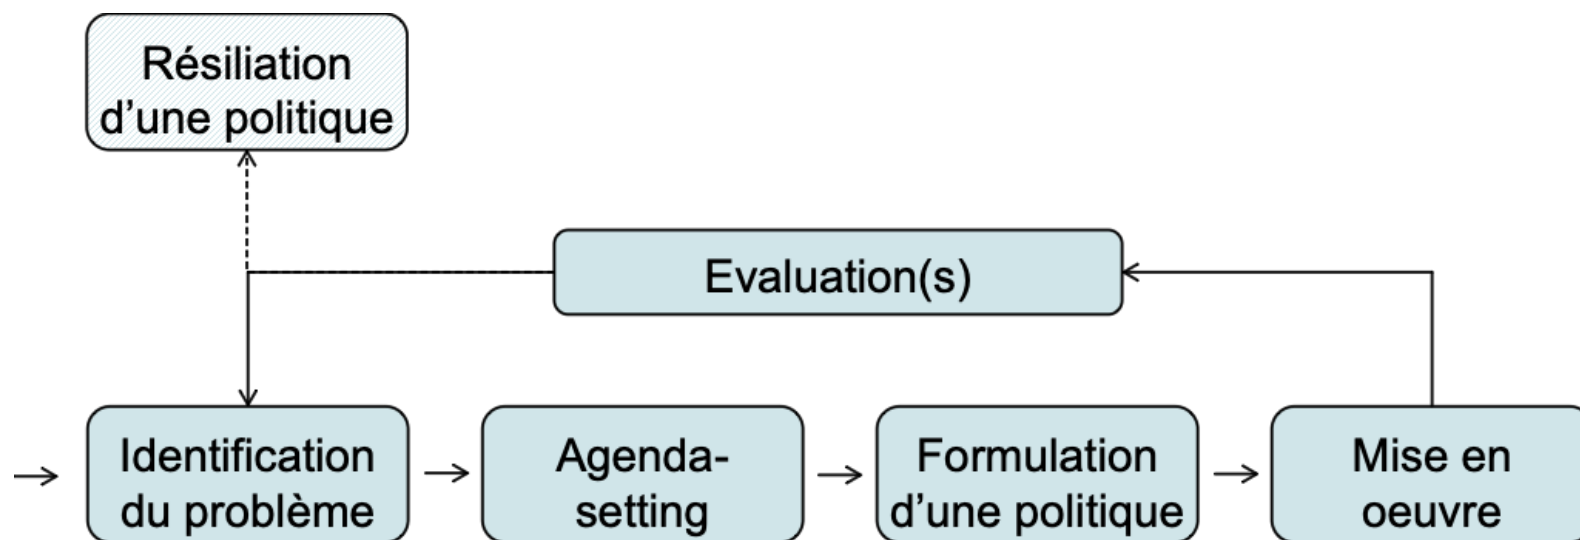 Résiliation
d’une politique
Evaluation(s)
Identification
du problème
Agenda-
setting
Formulation
d’une politique
Mise en
oeuvre